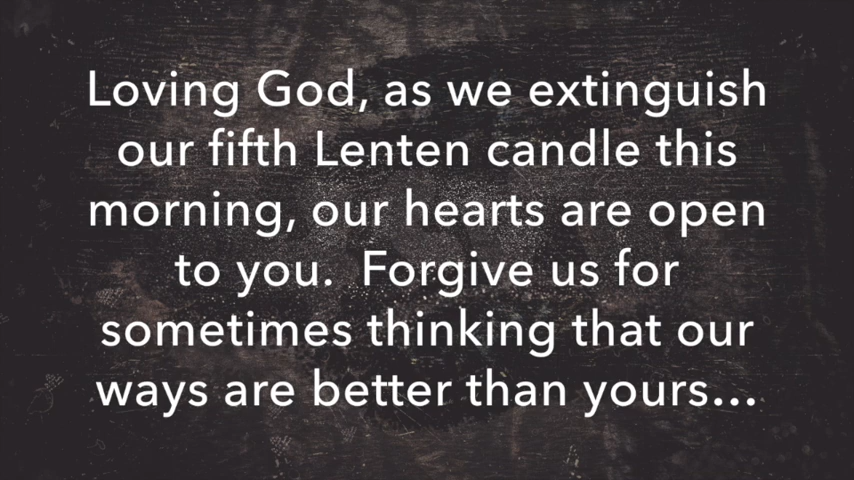 Loving God, as we extinguish
our fifth Lenten candle this
morning, our hearts are open
to you.  Forgive us for
sometimes thinking that our
ways are better than yours...